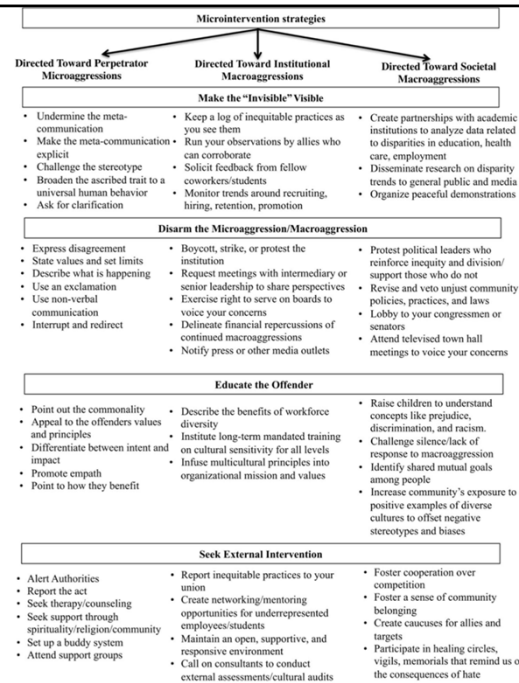 Microintervention strategies
Directed Toward Perpetrator
Microaggressions
Directed Toward Institutional
Macroaggressions
Directed Toward Societal
Macroaggressions
Make the "Invisible" Visible
• Undermine the meta-
communication
• Make the meta-communication
explicit
• Challenge the stereotype
• Broaden the ascribed trait to a
universal human behavior
• Ask for clarification
• Keep a log of inequitable practices as
you see them
• Run your observations by allies who
can corroborate
• Solicit feedback from fellow
coworkers/students
• Monitor trends around recruiting,
hiring, retention, promotion
• Create partnerships with academic
institutions to analyze data related
to disparities in education, health
care, employment
• Disseminate research on disparity
trends to general public and media
• Organize peaceful demonstrations
Disarm the Microaggression/Macroaggression
• Express disagreement
• State values and set limits
• Describe what is happening
• Use an exclamation
• Use non-verbal
communication
• Interrupt and redirect
• Boycott, strike, or protest the
institution
• Request meetings with intermediary or
senior leadership to share perspectives
• Exercise right to serve on boards to
voice your concerns
• Delineate financial repercussions of
continued macroaggressions
• Notify press or other media outlets
• Protest political leaders who
reinforce inequity and division/
support those who do not
• Revise and veto unjust community
policies, practices, and laws
• Lobby to your congressmen or
senators
• Attend televised town hall
meetings to voice your concerns
Educate the Offender
• Point out the commonality
• Appeal to the offenders values
and principles
• Differentiate between intent and
impact
• Promote empath
• Point to how they benefit
• Describe the benefits of workforce
diversity
• Institute long-term mandated training
on cultural sensitivity for all levels
• Infuse multicultural principles into
organizational mission and values
• Raise children to understand
concepts like prejudice,
discrimination, and racism.
• Challenge silence/lack of
response to macroaggression
• Identify shared mutual goals
among people
• Increase community's exposure to
positive examples of diverse
cultures to offset negative
stereotypes and biases
Seek External Intervention
• Alert Authorities
• Report the act
• Seek therapy/counseling
• Seek support through
spirituality/religion/community
• Set up a buddy system
• Attend support groups
• Report inequitable practices to your
union
• Create networking/mentoring
opportunities for underrepresented
employees/students
• Maintain an open, supportive, and
responsive environment
• Call on consultants to conduct
external assessments/cultural audits
• Foster cooperation over
competition
• Foster a sense of community
belonging
• Create caucuses for allies and
targets
• Participate in healing circles,
vigils, memorials that remind us o
the consequences of hate